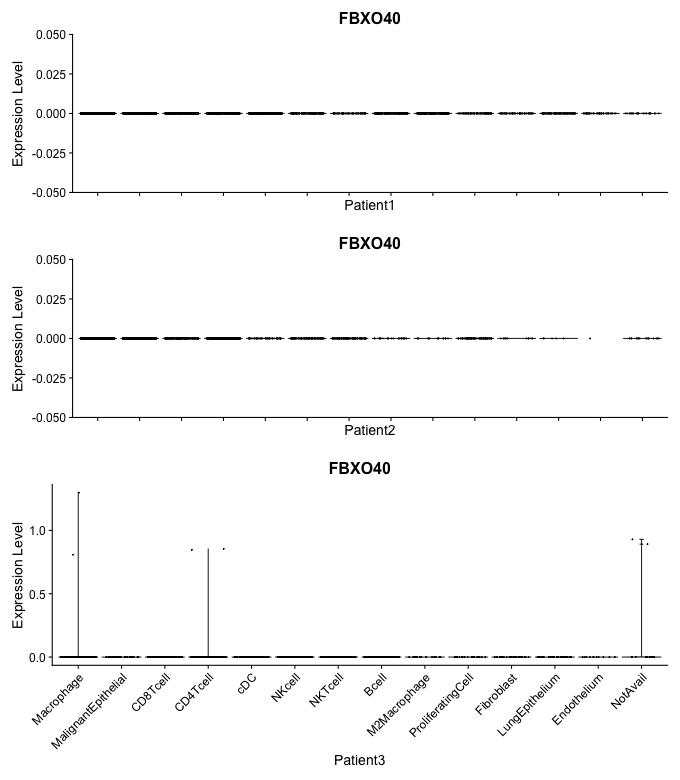 FBXO40
Expression Level
0.050
0.025
0.000
-0.025
-0.050
Patient1
FBXO40
Expression Level
0.050
0.025
0.000
-0.025
-0.050
Patient2
FBXO40
Expression Level
1.0
0.5
0.0
Macrophage
MalignantEpithelial
CD8Tcell
CD4Tcell
cDC
NKcell
NKTcell
Bcell
M2Macrophage
ProliferatingCell
Fibroblast
LungEpithelium
Endothelium
NotAvail
Patient3